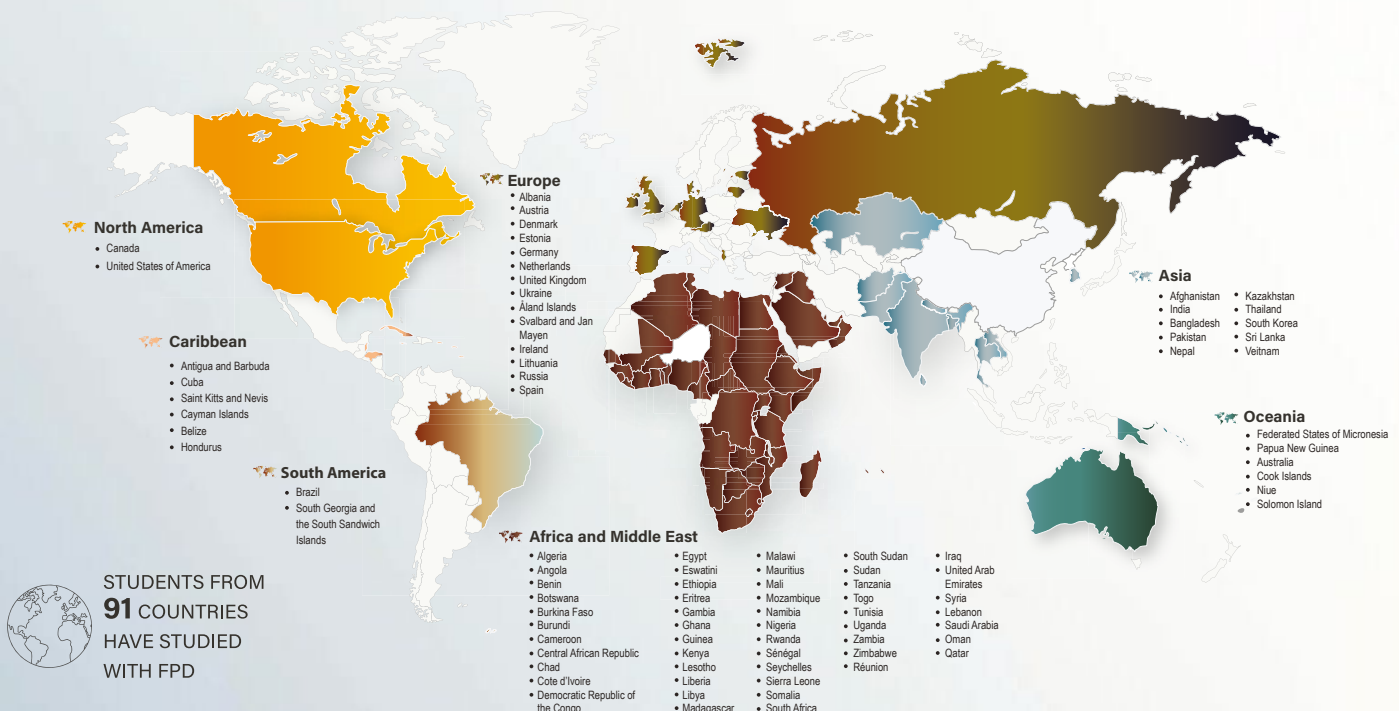 North America
• Canada
• United States of America
Caribbean
• Antigua and Barbuda
• Cuba
• Saint Kitts and Nevis
• Cayman Islands
• Belize
• Hondurus
South America
• Brazil
• South Georgia and
the South Sandwich
Islands
STUDENTS FROM
91 COUNTRIES
HAVE STUDIED
WITH FPD
Europe
• Albania
• Austria
• Denmark
• Estonia
• Germany
• Netherlands
• United Kingdom
• Ukraine
• Åland Islands
• Svalbard and Jan
Mayen
• Ireland
• Lithuania
• Russia
• Spain
Africa and Middle East
• Algeria
• Angola
• Benin
• Botswana
• Burkina Faso
• Burundi
• Cameroon
• Central African Republic
• Chad
• Cote d'Ivoire
• Democratic Republic of
the Congo
• Egypt
• Eswatini
• Ethiopia
• Eritrea
• Gambia
• Ghana
• Guinea
• Kenya
• Lesotho
• Liberia
• Libya
• Madagascar
• Malawi
• Mauritius
• Mali
• Mozambique
• Namibia
• Nigeria
• Rwanda
• Sénégal
• Seychelles
• Sierra Leone
• Somalia
• South Africa
• South Sudan
• Sudan
• Tanzania
• Togo
• Tunisia
• Uganda
• Zambia
• Zimbabwe
• Réunion
• Iraq
• United Arab
Emirates
• Syria
• Lebanon
• Saudi Arabia
• Oman
• Qatar
Asia
• Afghanistan
• India
• Bangladesh
• Pakistan
• Nepal
• Kazakhstan
• Thailand
• South Korea
• Sri Lanka
• Veitnam
Oceania
• Federated States of Micronesia
• Papua New Guinea
• Australia
• Cook Islands
• Niue
• Solomon Island